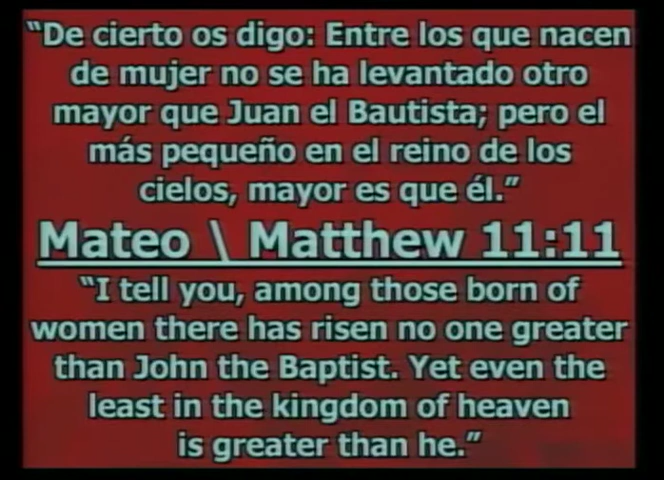 “De cierto os digo: Entre los que nacen
de mujer no se ha levantado otro
mayor que Juan el Bautista; pero el
más pequeño en el reino de los
cielos, mayor es que él.”
Mateo \ Matthew 11:11
“I tell you, among those born of
women there has risen no one greater
than John the Baptist. Yet even the
least in the kingdom of heaven
is greater than he.”